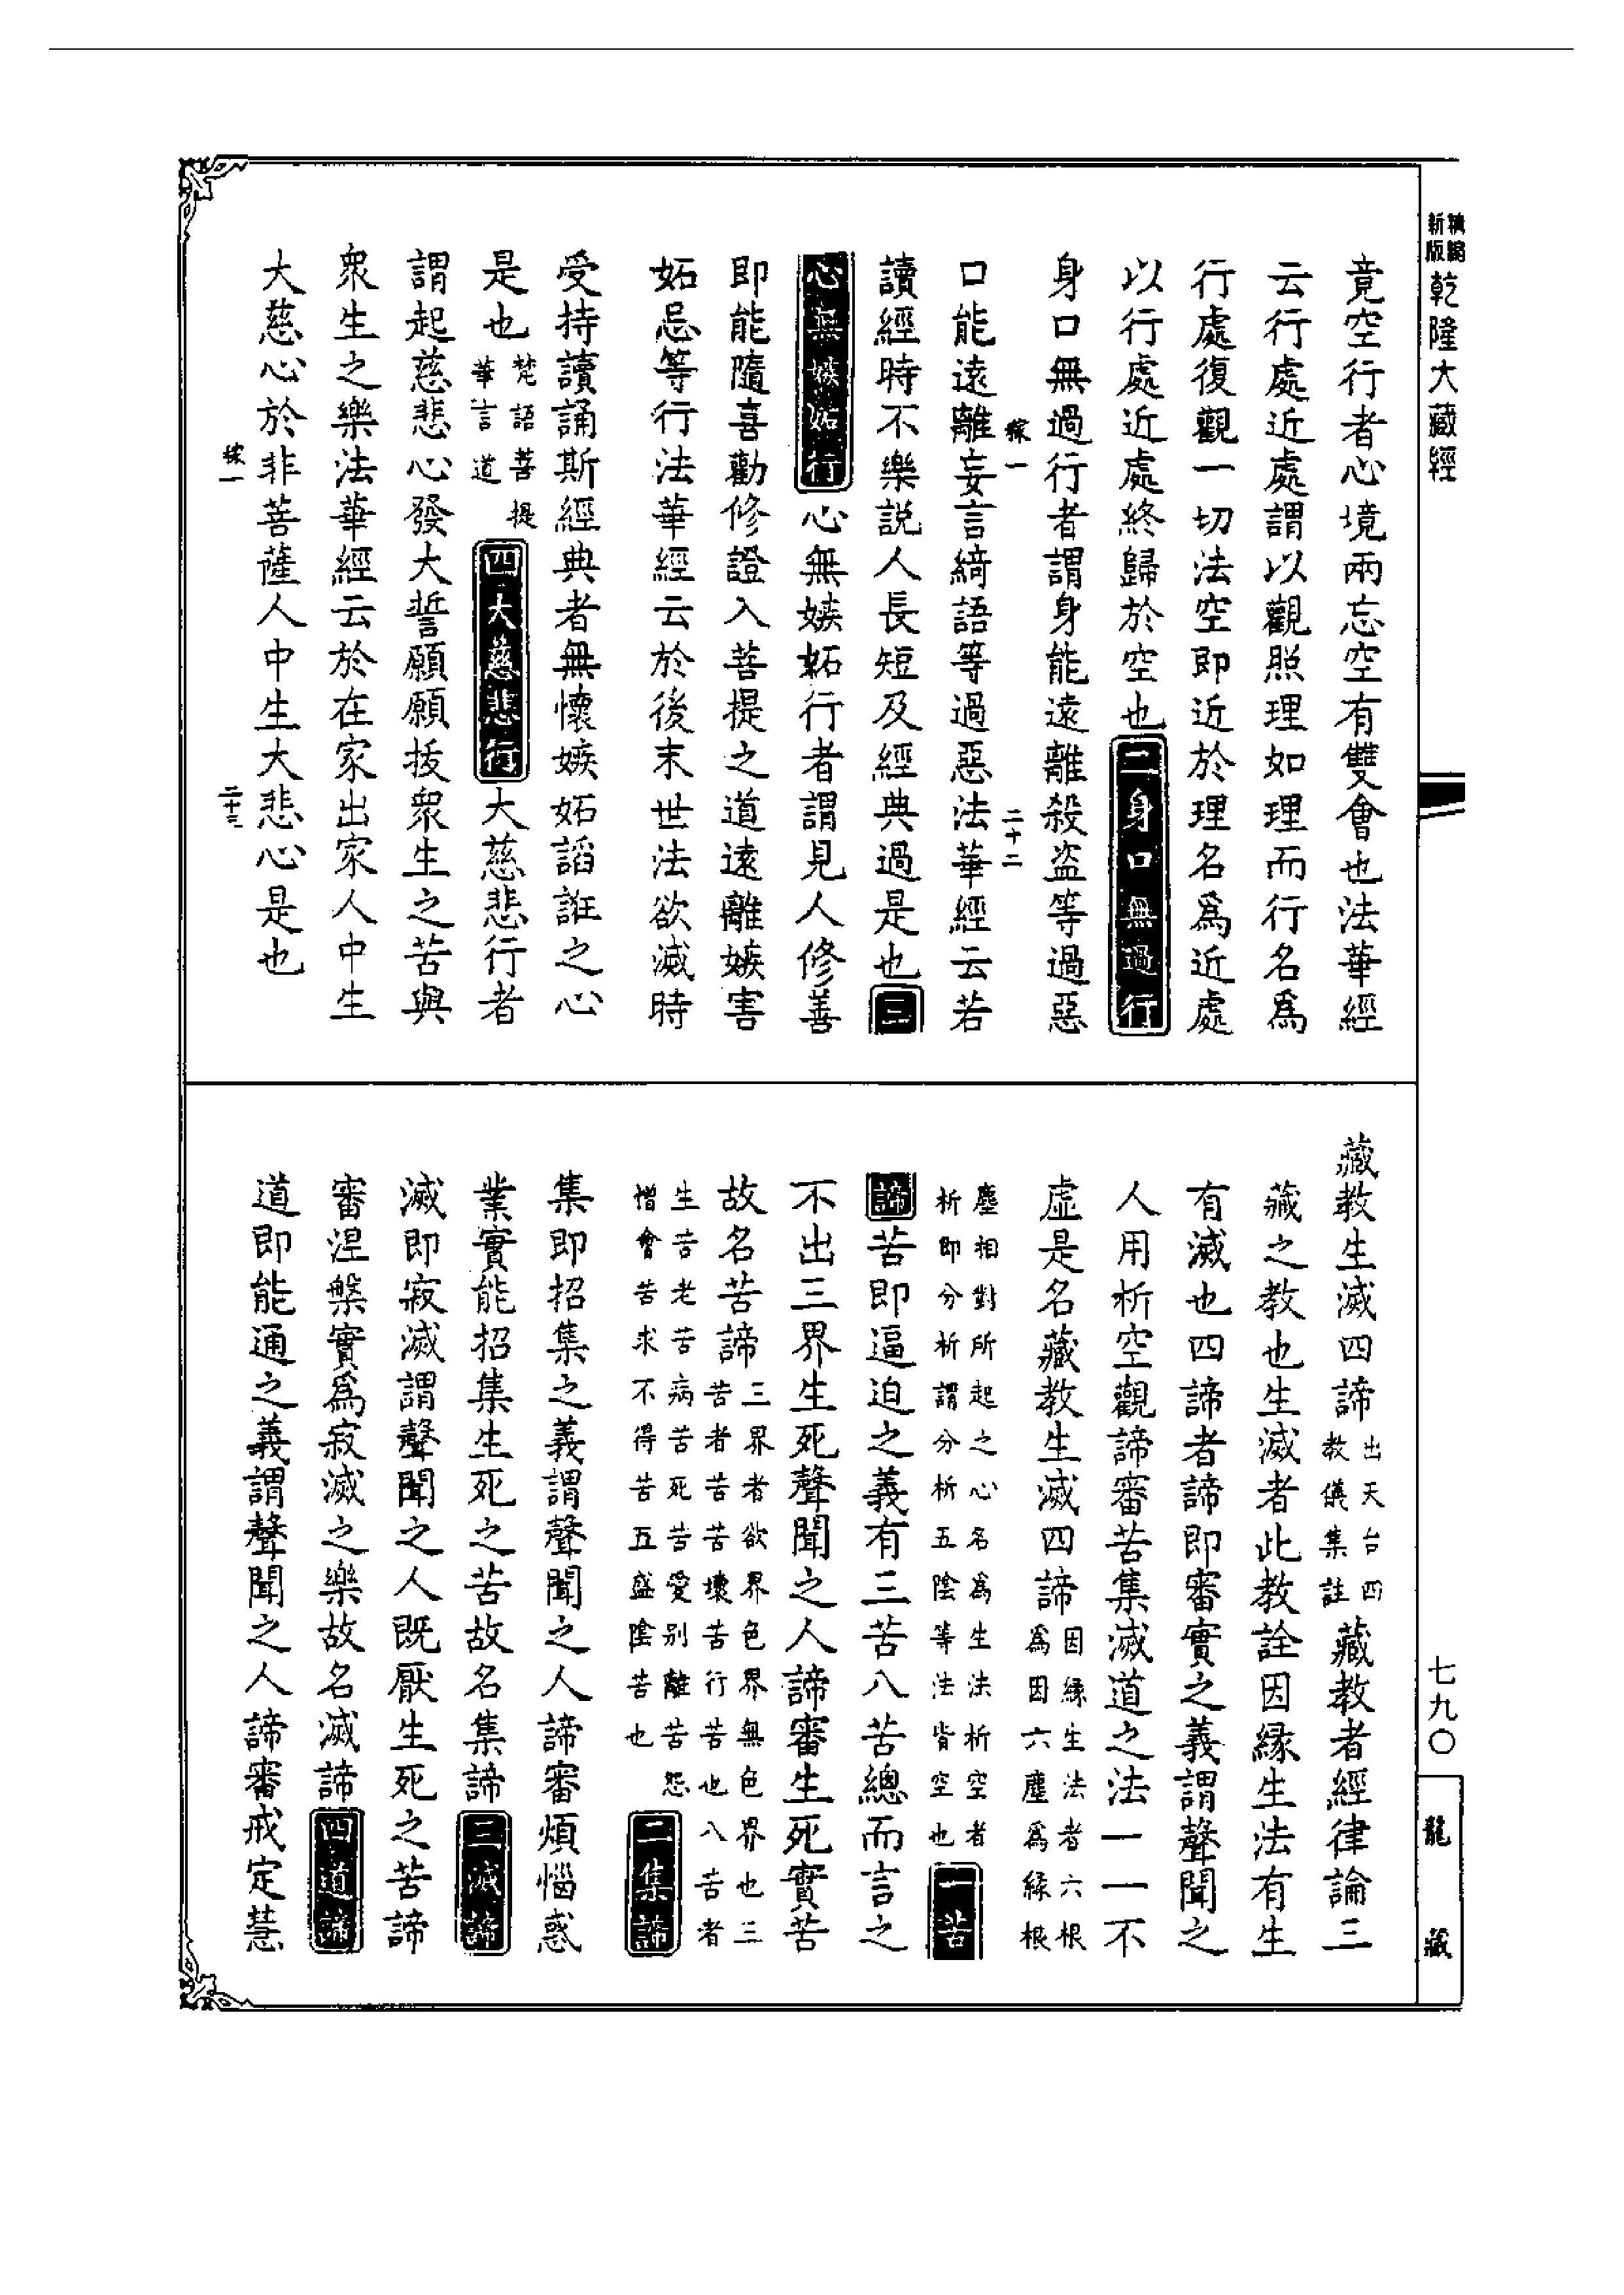 精縮新版乾隆大藏經
竟空行者心境兩忘空有雙會也法華經
云行處近處謂以觀照理如理而行名爲
行處復觀一切法空即近於理名爲近處
以行處近處終歸於空也二身口無過行
身口無過行者謂身能遠離殺盗等過惡
稼一 二十二
口能遠離妄言綺語等過惡法華經云若
讀經時不樂説人長短及經典過是也三
心無嫉妬行心無嫉妬行者謂見人修善
即能隨喜勸修證入菩提之道遠離嫉害
妬忌等行法華經云於後末世法欲滅時
受持讀誦斯經典者無懷嫉妬諂誑之心
是也梵語菩提華言道四大慈悲行大慈悲行者
謂起慈悲心發大誓願願拔衆生之苦與
衆生之樂法華經云於在家出家人中生
大慈心於非菩薩人中生大悲心是也
稼一 二十三
藏教生滅四諦出天台四教儀集註藏教者經律論三
藏之教也生滅者此教詮因縁生法有生
有滅也四諦者諦即審實之義謂聲聞之
人用析空觀諦審苦集滅道之法一一不
虚是名藏教生滅四諦因縁生法者六根爲因六塵爲縁根
塵相對所起之心名爲生法析空者析即分析謂分析五陰等法皆空也一苦
諦苦即逼迫之義有三苦八苦總而言之
不出三界生死聲聞之人諦審生死實苦
故名苦諦三界者欲界色界無色界也三苦者苦苦壞苦行苦也八苦者
生苦老苦病苦死苦愛别離苦怨憎會苦求不得苦五盛陰苦也二集諦
集即招集之義謂聲聞之人諦審煩惱惑
業實能招集生死之苦故名集諦三滅諦
滅即寂滅謂聲聞之人既厭生死之苦諦
審涅槃實爲寂滅之樂故名滅諦四道諦
道即能通之義謂聲聞之人諦審戒定慧
七九〇
龍藏